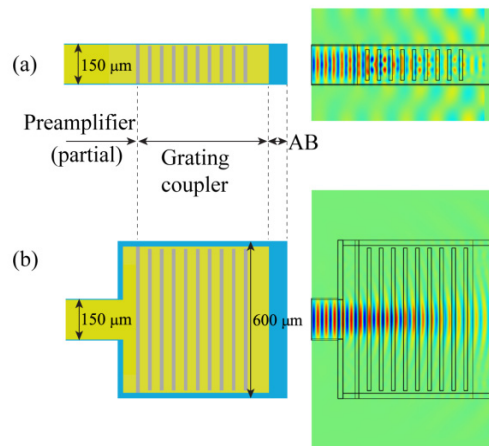 (a)
150 μm
Preamplifier
(partial)
Grating
coupler
AB
(b)
150 μm
600 μm